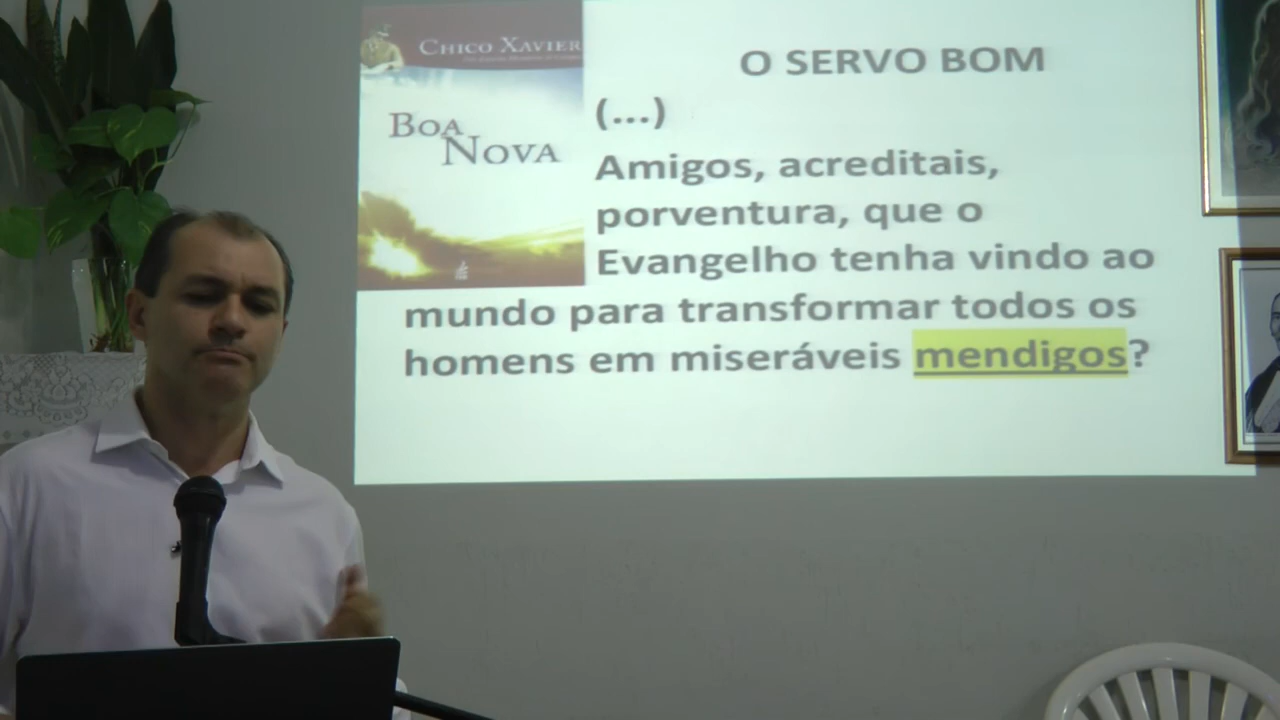 CHICO XAVIER
BOA
NOVA
O SERVO BOM
(...)
Amigos, acreditais,
porventura, que o
Evangelho tenha vindo ao
mundo para transformar todos os
homens em miseráveis mendigos?